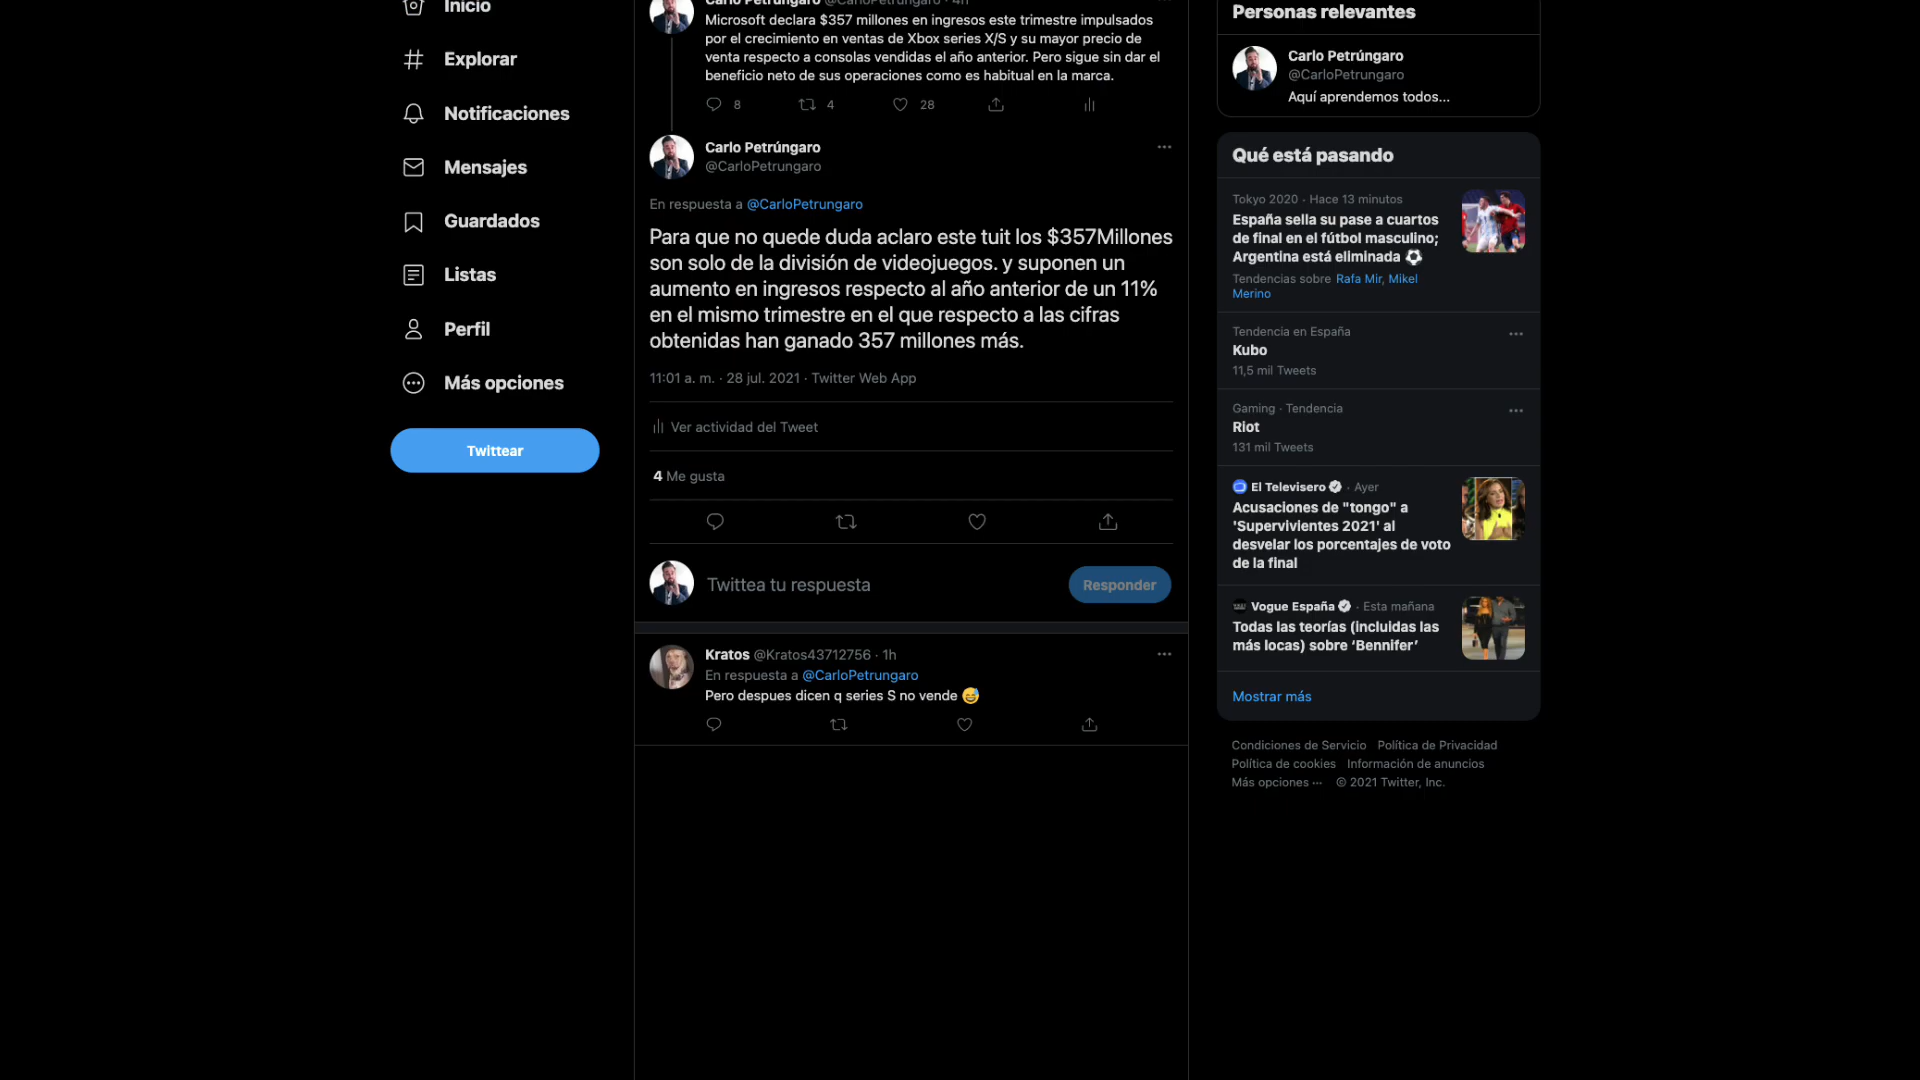 Inicio
Explorar
Notificaciones
Mensajes
Guardados
Listas
Perfil
Más opciones
Twittear
Carlo Petrúngaro @CarloPetrungaro · 4h
Microsoft declara $357 millones en ingresos este trimestre impulsados
por el crecimiento en ventas de Xbox series X/S y su mayor precio de
venta respecto a consolas vendidas el año anterior. Pero sigue sin dar el
beneficio neto de sus operaciones como es habitual en la marca.
8 4 28
Carlo Petrúngaro
@CarloPetrungaro
En respuesta a @CarloPetrungaro
Para que no quede duda aclaro este tuit los $357Millones
son solo de la división de videojuegos. y suponen un
aumento en ingresos respecto al año anterior de un 11%
en el mismo trimestre en el que respecto a las cifras
obtenidas han ganado 357 millones más.
11:01 a. m. · 28 jul. 2021 · Twitter Web App
Ver actividad del Tweet
4 Me gusta
Twittea tu respuesta
Responder
Kratos @Kratos43712756 · 1h
En respuesta a @CarloPetrungaro
Pero despues dicen q series S no vende 😅
Personas relevantes
Carlo Petrúngaro
@CarloPetrungaro
Aquí aprendemos todos...
Qué está pasando
Tokyo 2020 · Hace 13 minutos
España sella su pase a cuartos
de final en el fútbol masculino;
Argentina está eliminada ⚽
Tendencias sobre Rafa Mir, Mikel
Merino
Tendencia en España
Kubo
11,5 mil Tweets
Gaming · Tendencia
Riot
131 mil Tweets
El Televisero · Ayer
Acusaciones de "tongo" a
'Supervivientes 2021' al
desvelar los porcentajes de voto
de la final
Vogue España · Esta mañana
Todas las teorías (incluidas las
más locas) sobre ‘Bennifer’
Mostrar más
Condiciones de Servicio Política de Privacidad
Política de cookies Información de anuncios
Más opciones ··· © 2021 Twitter, Inc.